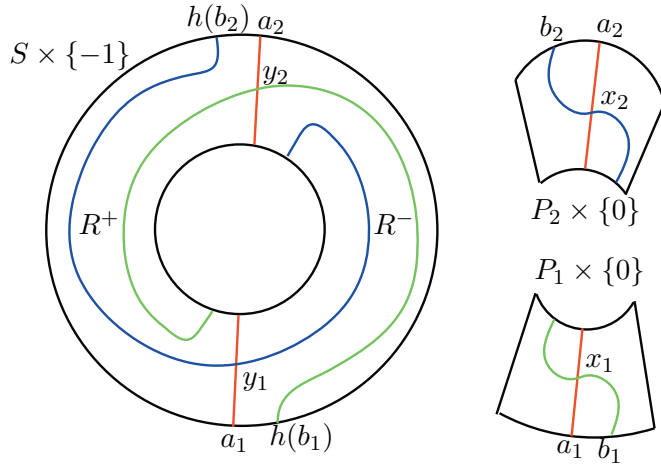 h(b₂) a₂
S × {−1}
y₂
R⁺ R⁻
y₁
a₁ h(b₁)
b₂ a₂
x₂
P₂ × {0}
P₁ × {0}
x₁
a₁ b₁